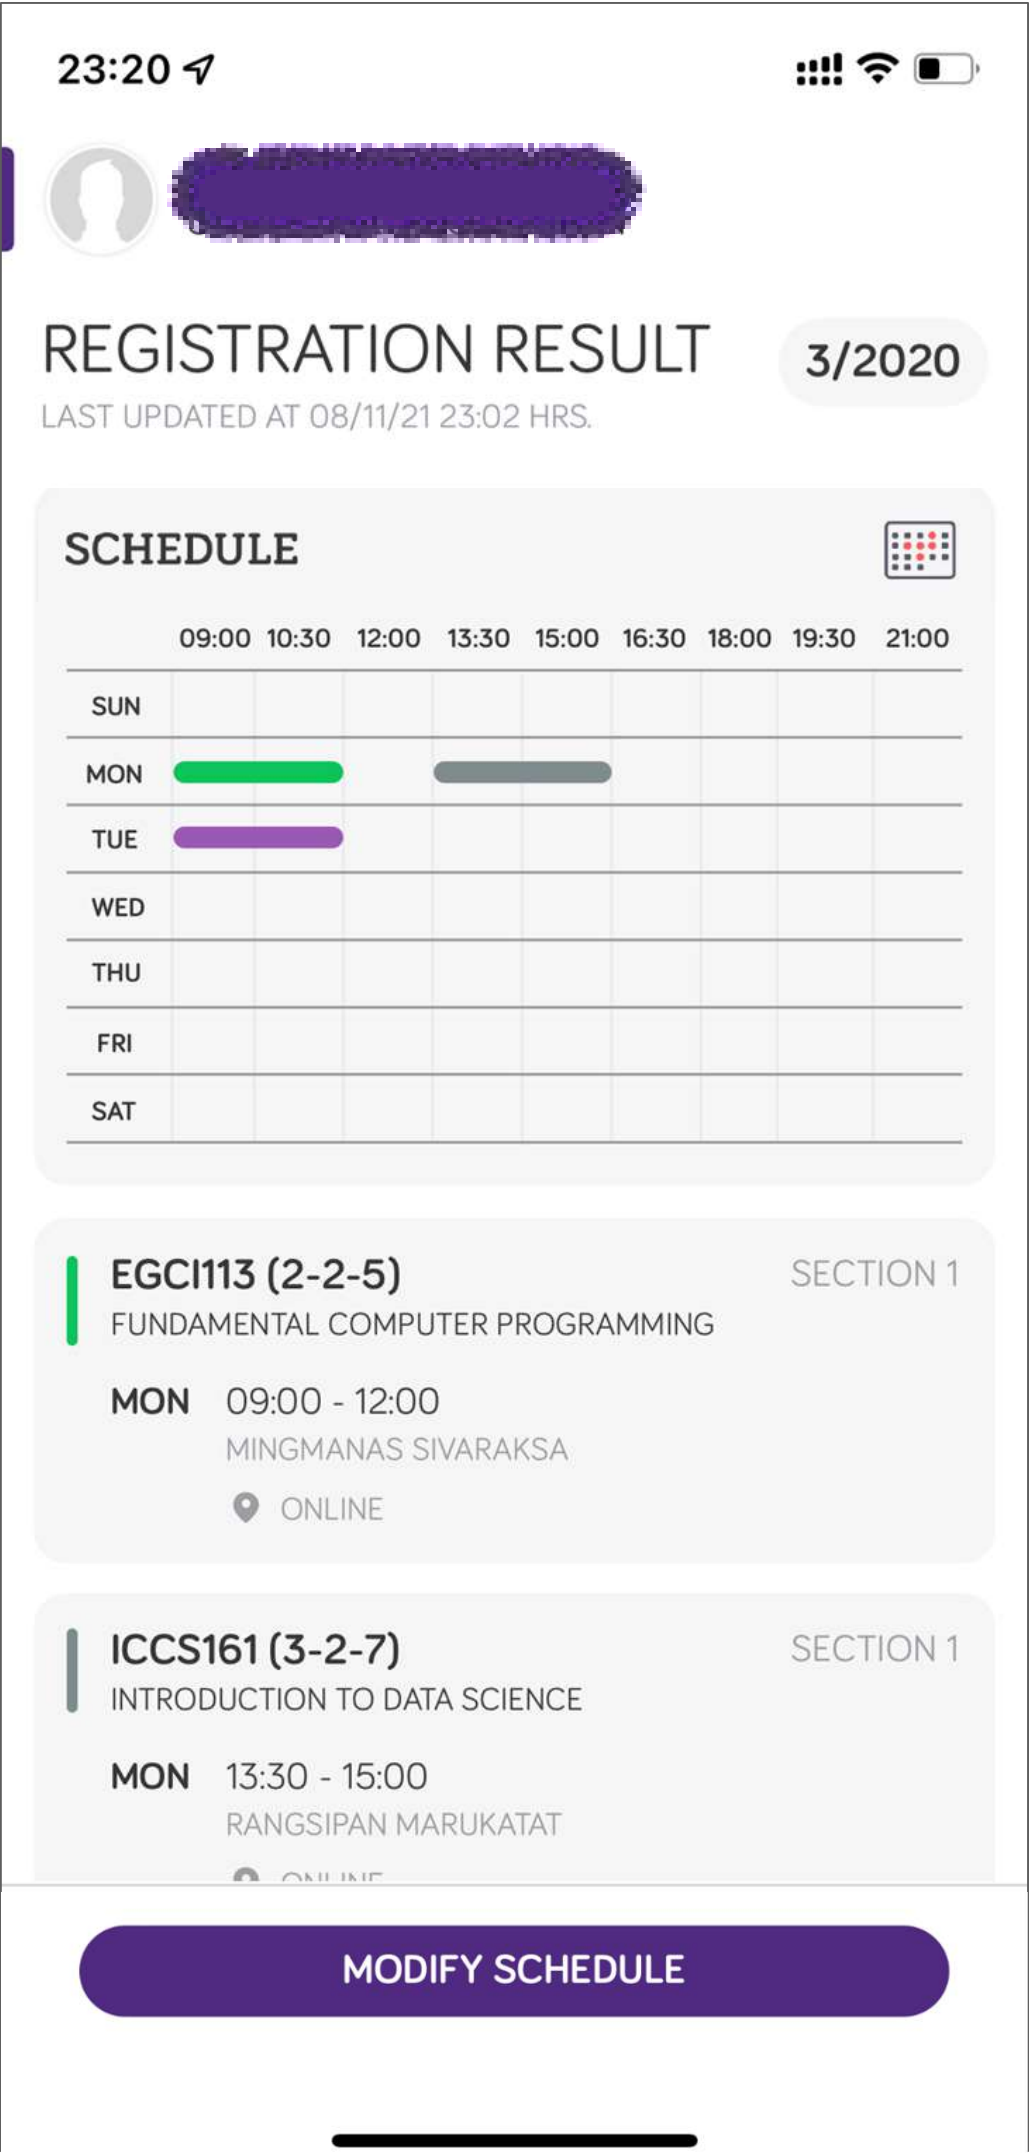 23:20
REGISTRATION RESULT
3/2020
LAST UPDATED AT 08/11/21 23:02 HRS.
SCHEDULE
09:00 10:30 12:00 13:30 15:00 16:30 18:00 19:30 21:00
SUN
MON
TUE
WED
THU
FRI
SAT
EGCI113 (2-2-5)
SECTION 1
FUNDAMENTAL COMPUTER PROGRAMMING
MON 09:00 - 12:00
MINGMANAS SIVARAKSA
ONLINE
ICCS161 (3-2-7)
SECTION 1
INTRODUCTION TO DATA SCIENCE
MON 13:30 - 15:00
RANGSIPAN MARUKATAT
ONLINE
MODIFY SCHEDULE